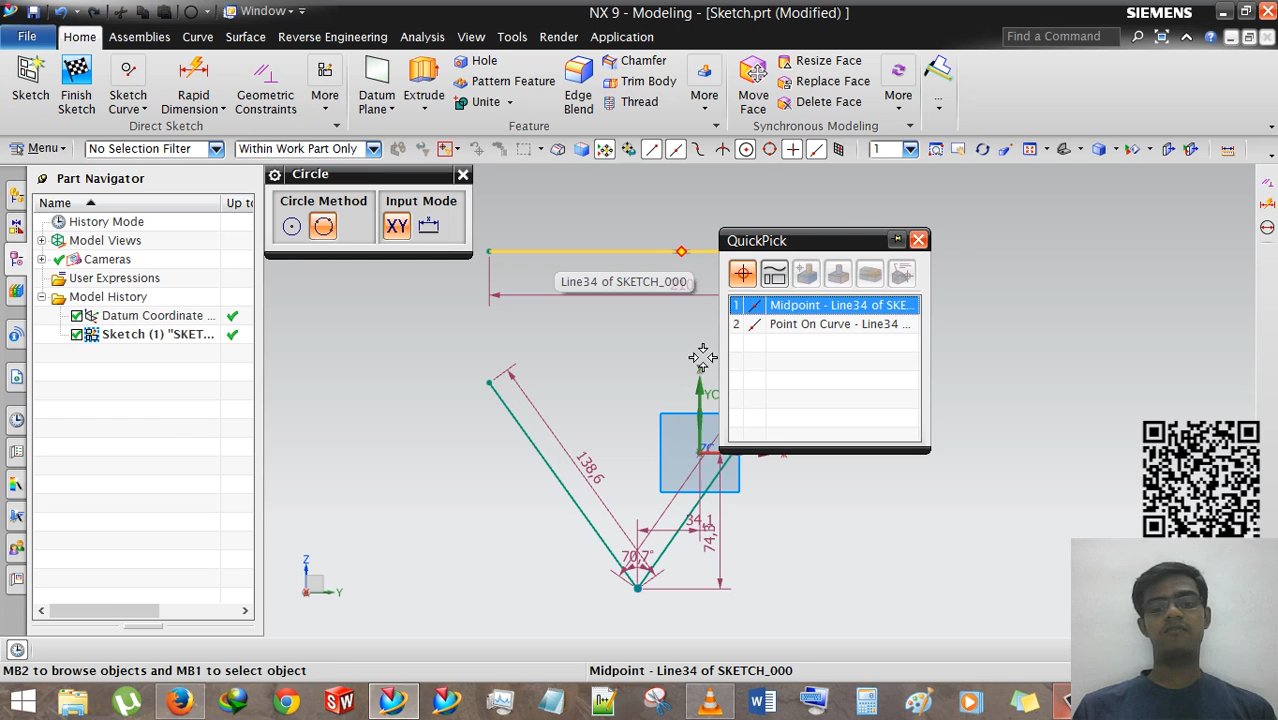 Window
NX 9 - Modeling - [Sketch.prt (Modified) ]
SIEMENS
File Home Assemblies Curve Surface Reverse Engineering Analysis View Tools Render Application
Find a Command
Sketch
Finish Sketch
Sketch Curve
Rapid Dimension
Geometric Constraints
More
Datum Plane
Extrude
Hole
Pattern Feature
Unite
Edge Blend
Chamfer
Trim Body
Thread
More
Move Face
Resize Face
Replace Face
Delete Face
More
...
Direct Sketch
Feature
Synchronous Modeling
Menu
No Selection Filter
Within Work Part Only
1
Part Navigator
Name
Up to
History Mode
Model Views
Cameras
User Expressions
Model History
Datum Coordinate ...
Sketch (1) "SKET...
Circle
Circle Method
Input Mode
XY
Line34 of SKETCH_000
QuickPick
1 Midpoint - Line34 of SKE...
2 Point On Curve - Line34 ...
138,6
34,1
70,7°
Z
Y
MB2 to browse objects and MB1 to select object
Midpoint - Line34 of SKETCH_000